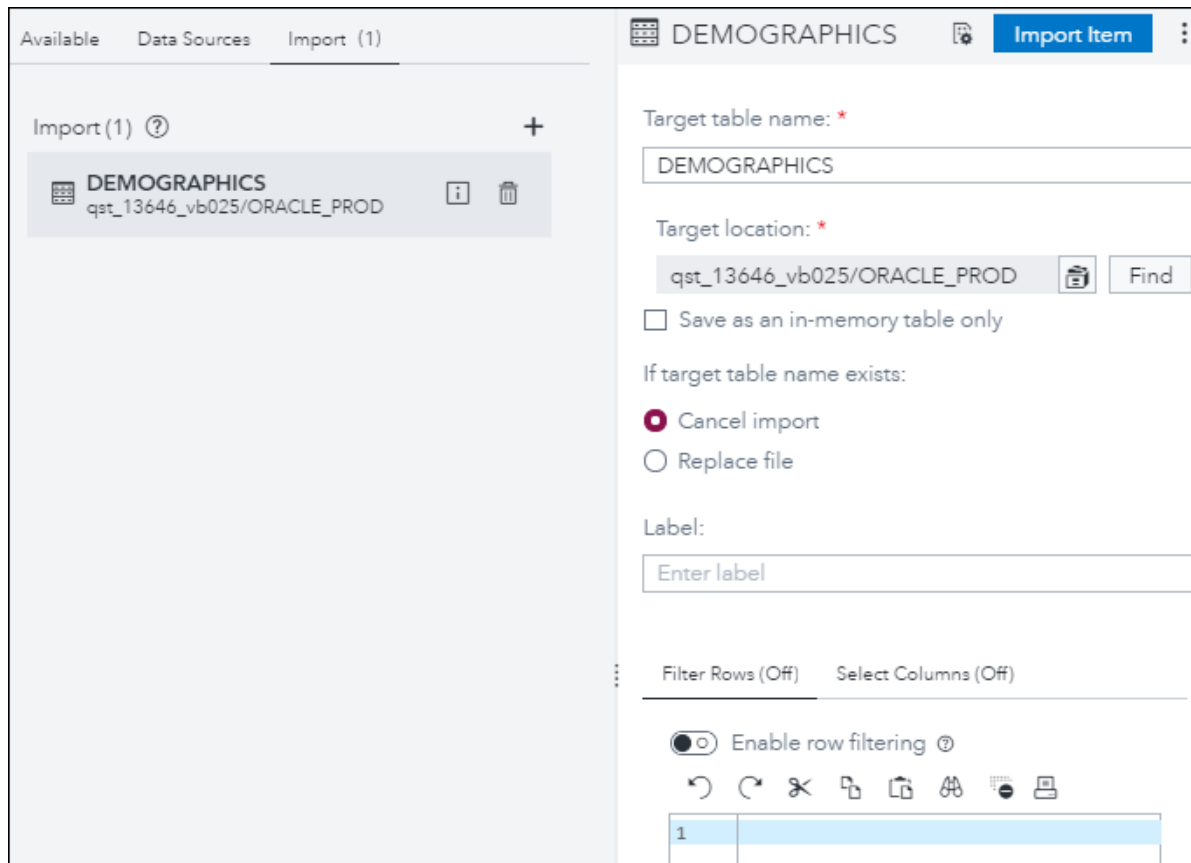 Available Data Sources Import (1)
Import (1)
DEMOGRAPHICS
qst_13646_vb025/ORACLE_PROD
DEMOGRAPHICS Import Item
Target table name: *
DEMOGRAPHICS
Target location: *
qst_13646_vb025/ORACLE_PROD Find
Save as an in-memory table only
If target table name exists:
Cancel import
Replace file
Label:
Enter label
Filter Rows (Off) Select Columns (Off)
Enable row filtering
1